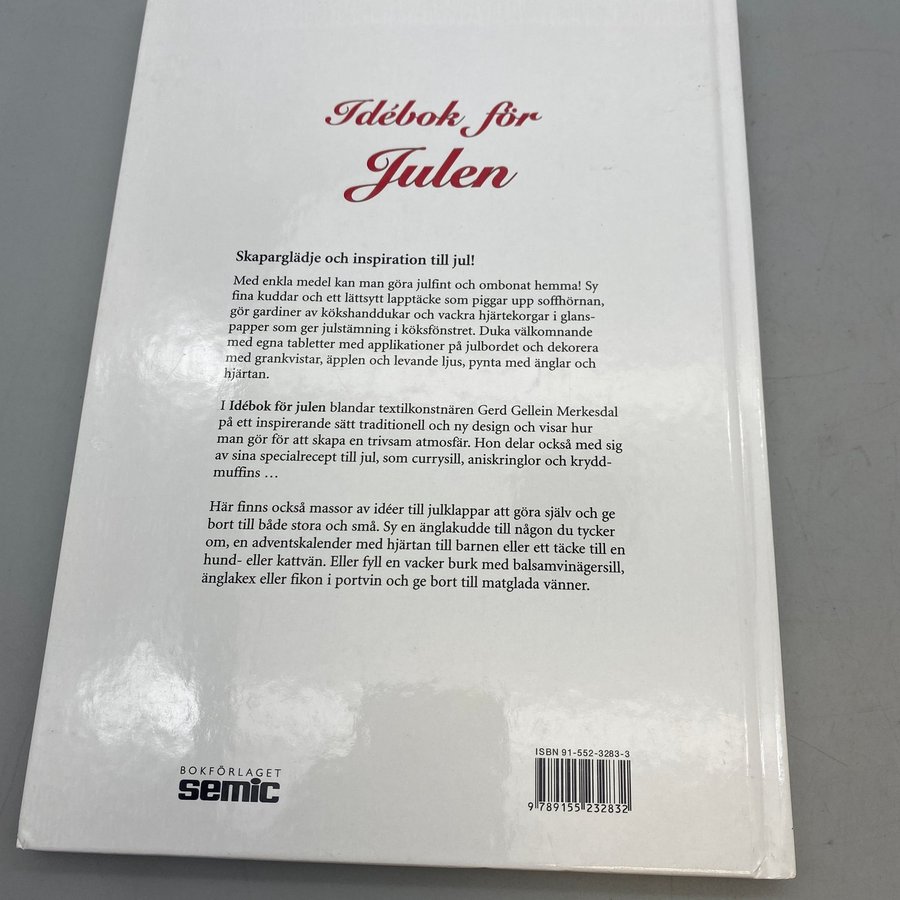 Idébok för
Julen
Skaparglädje och inspiration till jul!
Med enkla medel kan man göra julfint och ombonat hemma! Sy
fina kuddar och ett lättsytt lapptäcke som piggar upp soffhörnan,
gör gardiner av kökshanddukar och vackra hjärtekorgar i glans-
papper som ger julstämning i köksfönstret. Duka välkomnande
med egna tabletter med applikationer på julbordet och dekorera
med grankvistar, äpplen och levande ljus, pynta med änglar och
hjärtan.
I Idébok för julen blandar textilkonstnären Gerd Gellein Merkesdal
på ett inspirerande sätt traditionell och ny design och visar hur
man gör för att skapa en trivsam atmosfär. Hon delar också med sig
av sina specialrecept till jul, som currysill, aniskringlor och krydd-
muffins …
Här finns också massor av idéer till julklappar att göra själv och ge
bort till både stora och små. Sy en änglakudde till någon du tycker
om, en adventskalender med hjärtan till barnen eller ett täcke till en
hund- eller kattvän. Eller fyll en vacker burk med balsamvinägersill,
änglakex eller fikon i portvin och ge bort till matglada vänner.
BOKFÖRLAGET
semic
ISBN 91-552-3283-3
9 789155 232832